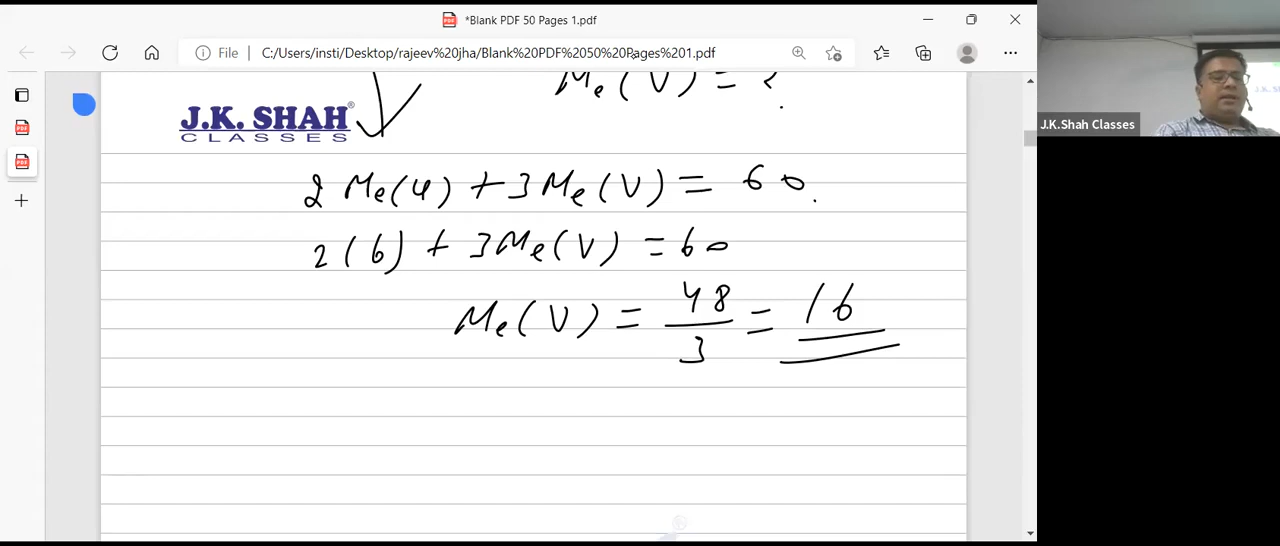 *Blank PDF 50 Pages 1.pdf
File | C:/Users/insti/Desktop/rajeev%20jha/Blank%20PDF%2050%20Pages%201.pdf
Me(V) = ?
J.K. SHAH®
CLASSES
2 Me(4) + 3 Me(V) = 60.
2(6) + 3Me(V) = 60
Me(V) = 48/3 = 16
J.K.Shah Classes